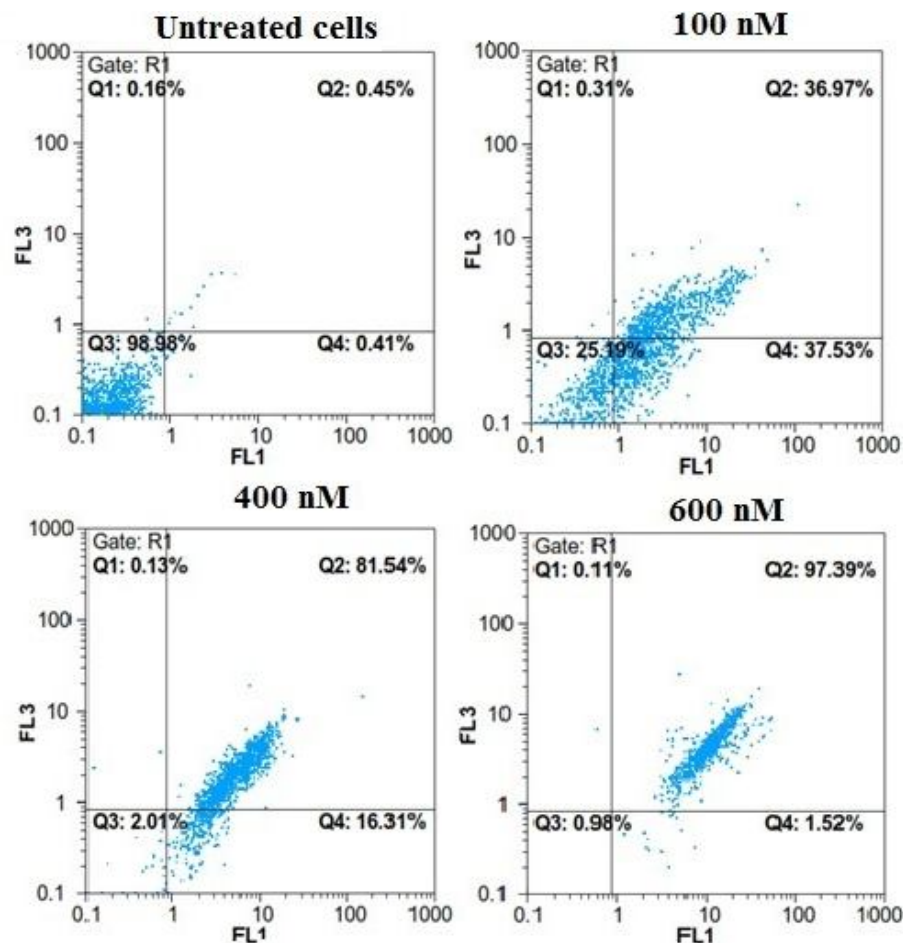 Untreated cells
1000
Gate: R1
Q1: 0.16% Q2: 0.45%
100
FL3
10
1
Q3: 98.98% Q4: 0.41%
0.1
0.1 1 10 100 1000
FL1
100 nM
1000
Gate: R1
Q1: 0.31% Q2: 36.97%
100
FL3
10
1
Q3: 25.19% Q4: 37.53%
0.1
0.1 1 10 100 1000
FL1
400 nM
1000
Gate: R1
Q1: 0.13% Q2: 81.54%
100
FL3
10
1
Q3: 2.01% Q4: 16.31%
0.1
0.1 1 10 100 1000
FL1
600 nM
1000
Gate: R1
Q1: 0.11% Q2: 97.39%
100
FL3
10
1
Q3: 0.98% Q4: 1.52%
0.1
0.1 1 10 100 1000
FL1